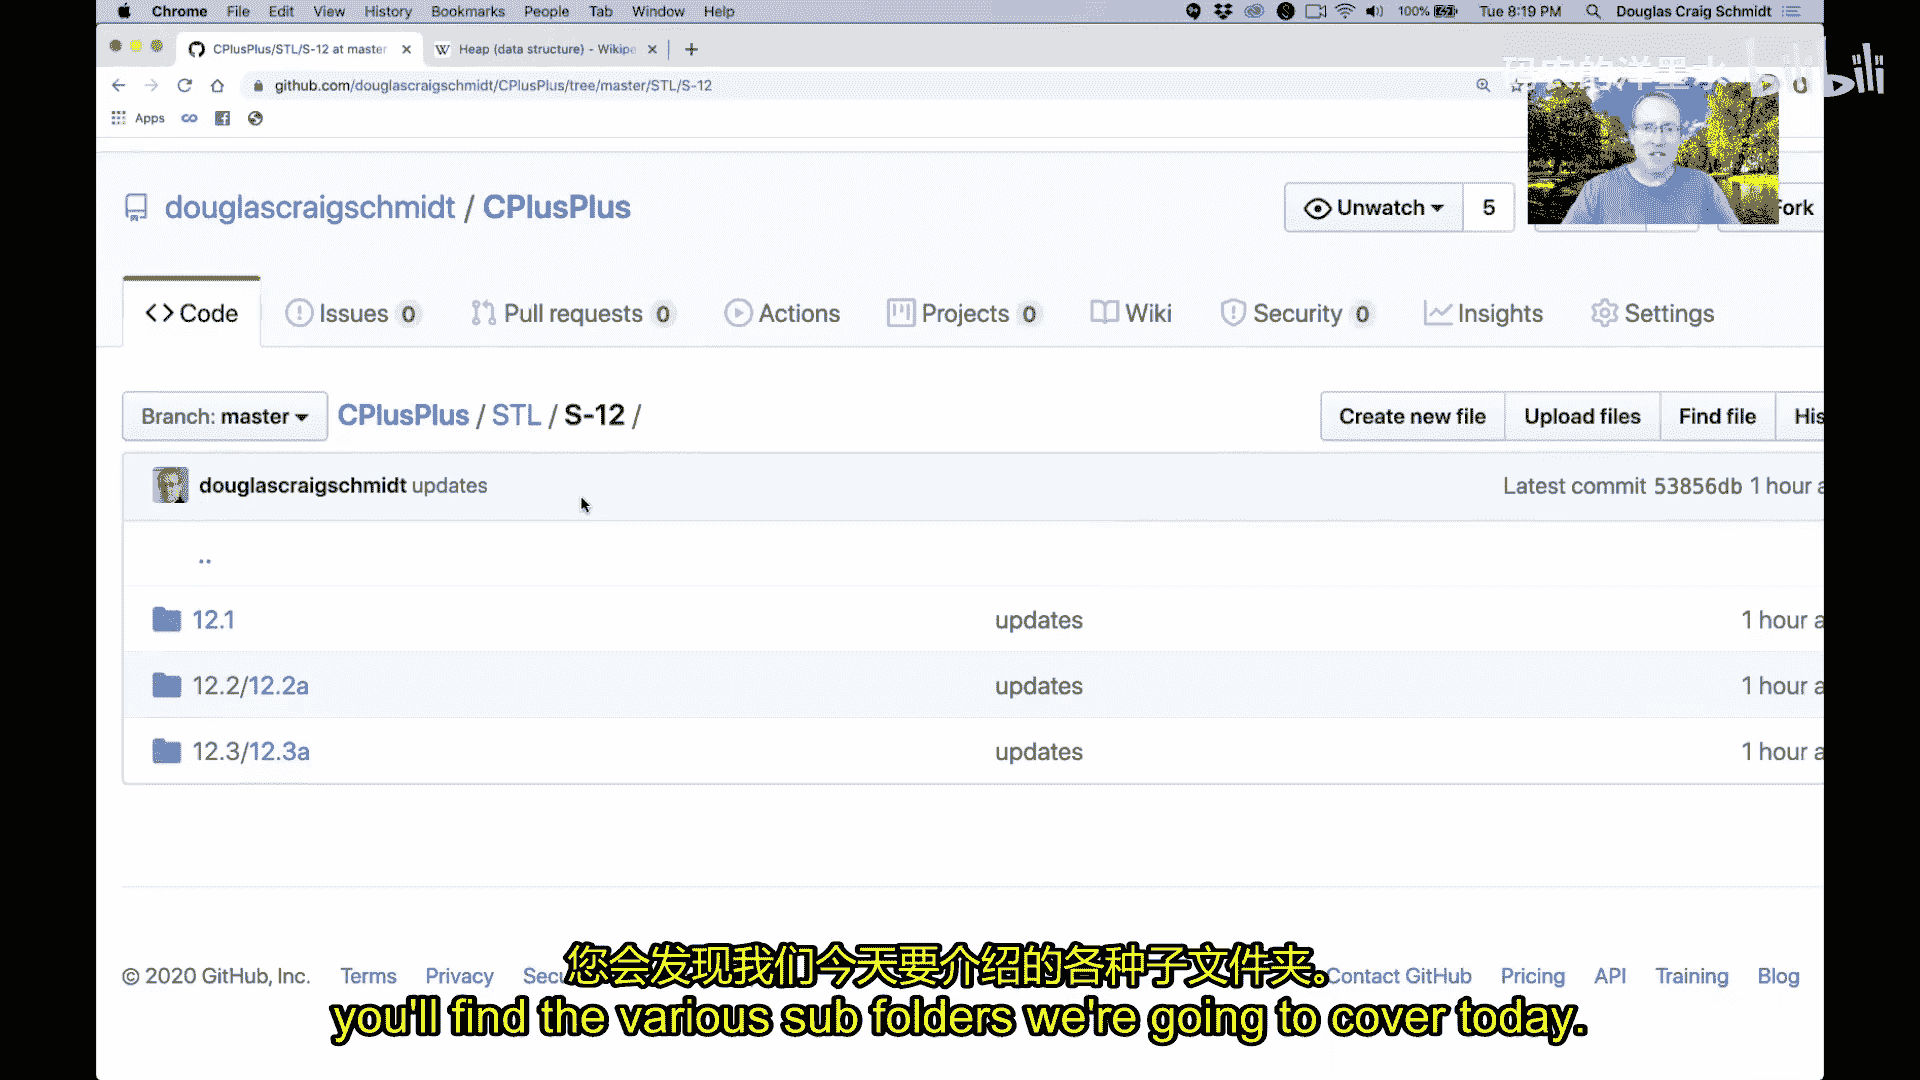 Chrome File Edit View History Bookmarks People Tab Window Help 100% Tue 8:19 PM Douglas Craig Schmidt
CPlusPlus/STL/S-12 at master Heap (data structure) - Wikipe
github.com/douglascraigschmidt/CPlusPlus/tree/master/STL/S-12
bilibili
Apps
douglascraigschmidt / CPlusPlus
Unwatch 5 Fork
Code Issues 0 Pull requests 0 Actions Projects 0 Wiki Security 0 Insights Settings
Branch: master CPlusPlus / STL / S-12 /
Create new file Upload files Find file His
douglascraigschmidt updates Latest commit 53856db 1 hour a
..
12.1 updates 1 hour a
12.2/12.2a updates 1 hour a
12.3/12.3a updates 1 hour a
© 2020 GitHub, Inc. Terms Privacy Secu Contact GitHub Pricing API Training Blog
您会发现我们今天要介绍的各种子文件夹。
you'll find the various sub folders we're going to cover today.